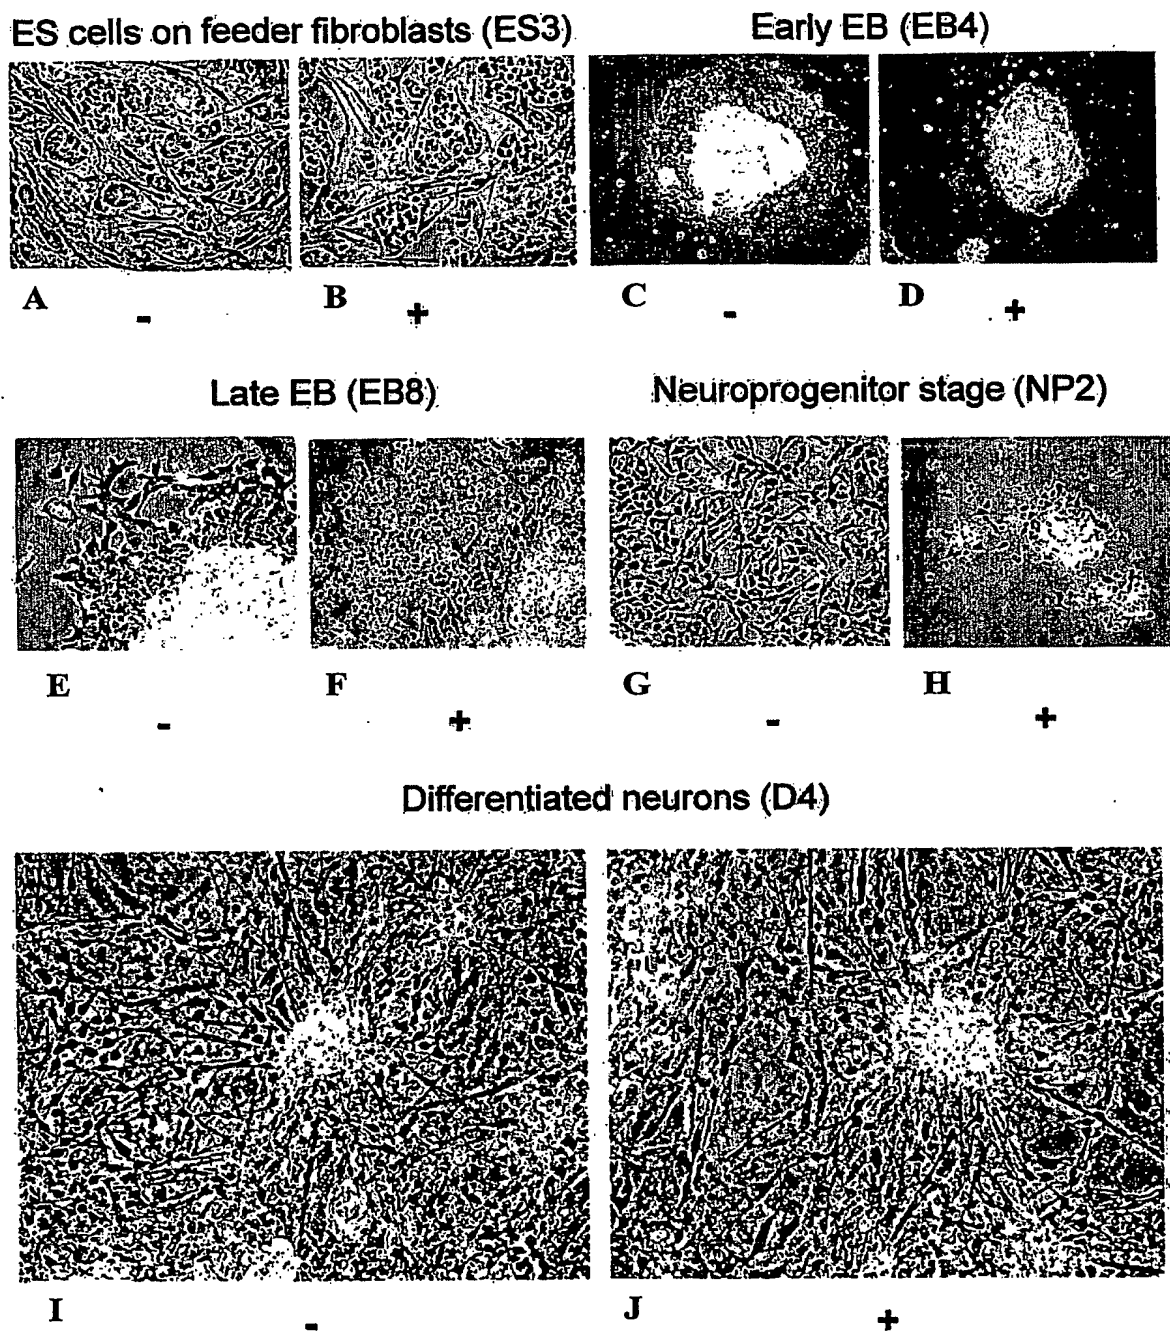 ES cells on feeder fibroblasts (ES3) Early EB (EB4)
A B C D
- + - +
Late EB (EB8) Neuroprogenitor stage (NP2)
E F G H
- + - +
Differentiated neurons (D4)
I J
- +